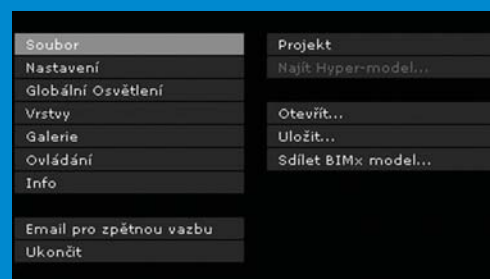 Soubor
Nastavení
Globální Osvětlení
Vrstvy
Galerie
Ovládání
Info
Email pro zpětnou vazbu
Ukončit
Projekt
Najít Hyper-model...
Otevřít...
Uložit...
Sdílet BIMx model...